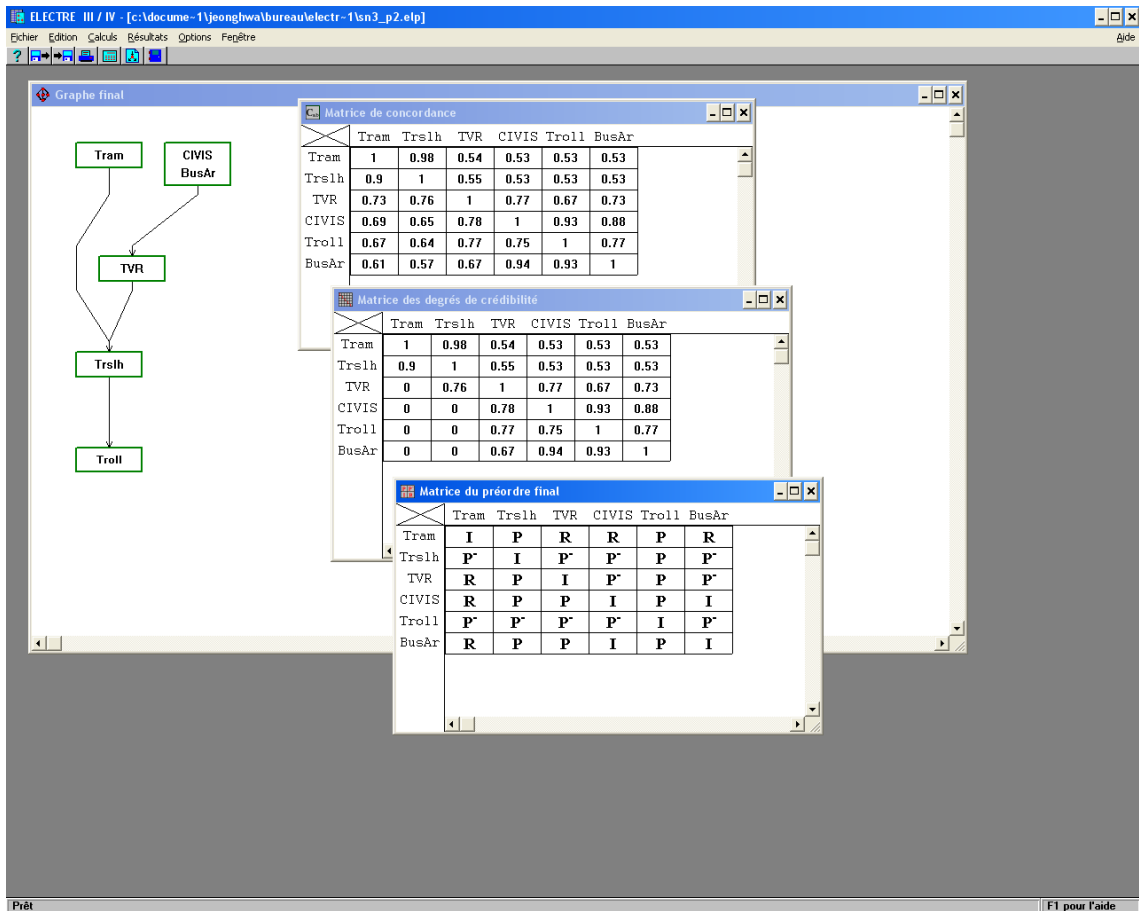 ELECTRE III / IV - [c:\docume~1\jeonghwa\bureau\electr~1\sn3_p2.elp]
Fichier Edition Calculs Résultats Options Fenêtre Aide
Graphe final
Tram
CIVIS
BusAr
TVR
Trslh
Troll
Matrice de concordance
Tram Trslh TVR CIVIS Troll BusAr
Tram 1 0.98 0.54 0.53 0.53 0.53
Trslh 0.9 1 0.55 0.53 0.53 0.53
TVR 0.73 0.76 1 0.77 0.67 0.73
CIVIS 0.69 0.65 0.78 1 0.93 0.88
Troll 0.67 0.64 0.77 0.75 1 0.77
BusAr 0.61 0.57 0.67 0.94 0.93 1
Matrice des degrés de crédibilité
Tram Trslh TVR CIVIS Troll BusAr
Tram 1 0.98 0.54 0.53 0.53 0.53
Trslh 0.9 1 0.55 0.53 0.53 0.53
TVR 0 0.76 1 0.77 0.67 0.73
CIVIS 0 0 0.78 1 0.93 0.88
Troll 0 0 0.77 0.75 1 0.77
BusAr 0 0 0.67 0.94 0.93 1
Matrice du préordre final
Tram Trslh TVR CIVIS Troll BusAr
Tram I P R R P R
Trslh P⁻ I P⁻ P⁻ P P⁻
TVR R P I P⁻ P P⁻
CIVIS R P P I P I
Troll P⁻ P⁻ P⁻ P⁻ I P⁻
BusAr R P P I P I
Prêt
F1 pour l'aide